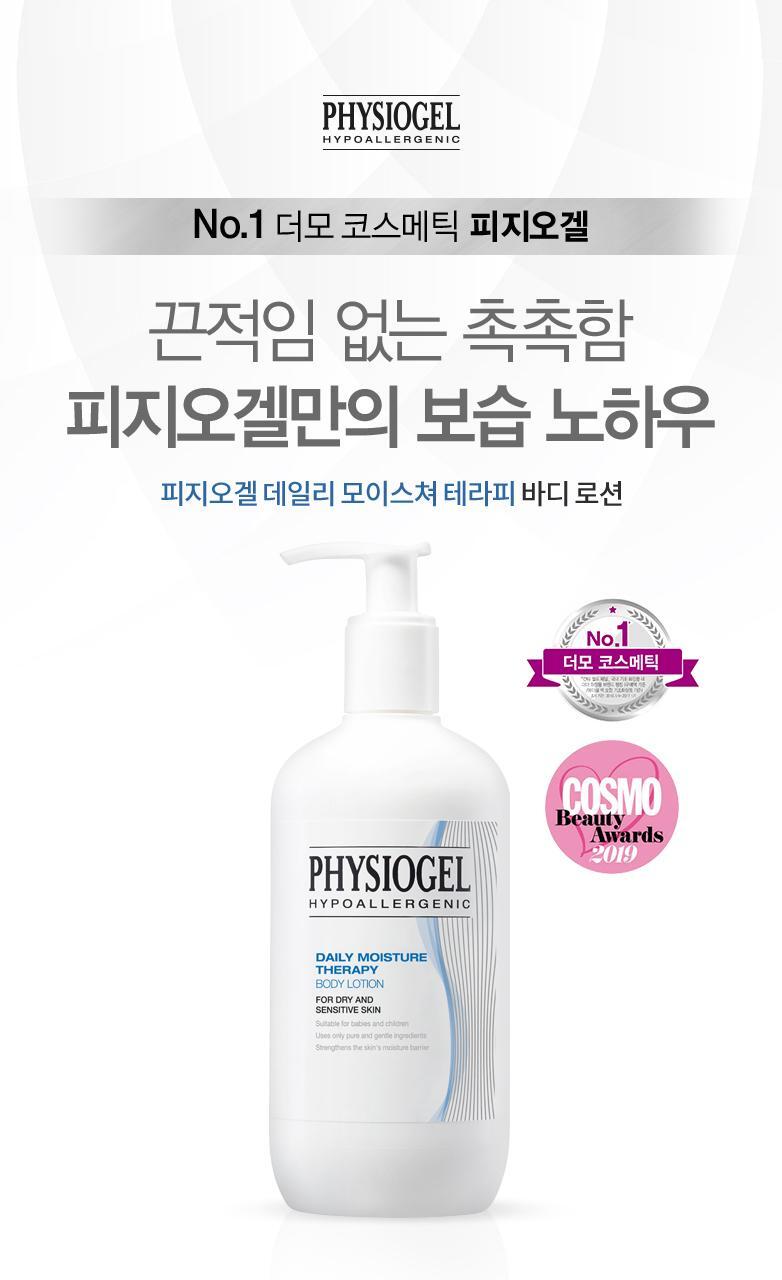 PHYSIOGEL
HYPOALLERGENIC
No.1 더모 코스메틱 피지오겔
끈적임 없는 촉촉함
피지오겔만의 보습 노하우
피지오겔 데일리 모이스쳐 테라피 바디 로션
No.1*
더모 코스메틱
COSMO
Beauty
Awards
2019
PHYSIOGEL
HYPOALLERGENIC
DAILY MOISTURE
THERAPY
BODY LOTION
FOR DRY AND
SENSITIVE SKIN
Suitable for babies and children
Uses only pure and gentle ingredients
Strengthens the skin's moisture barrier